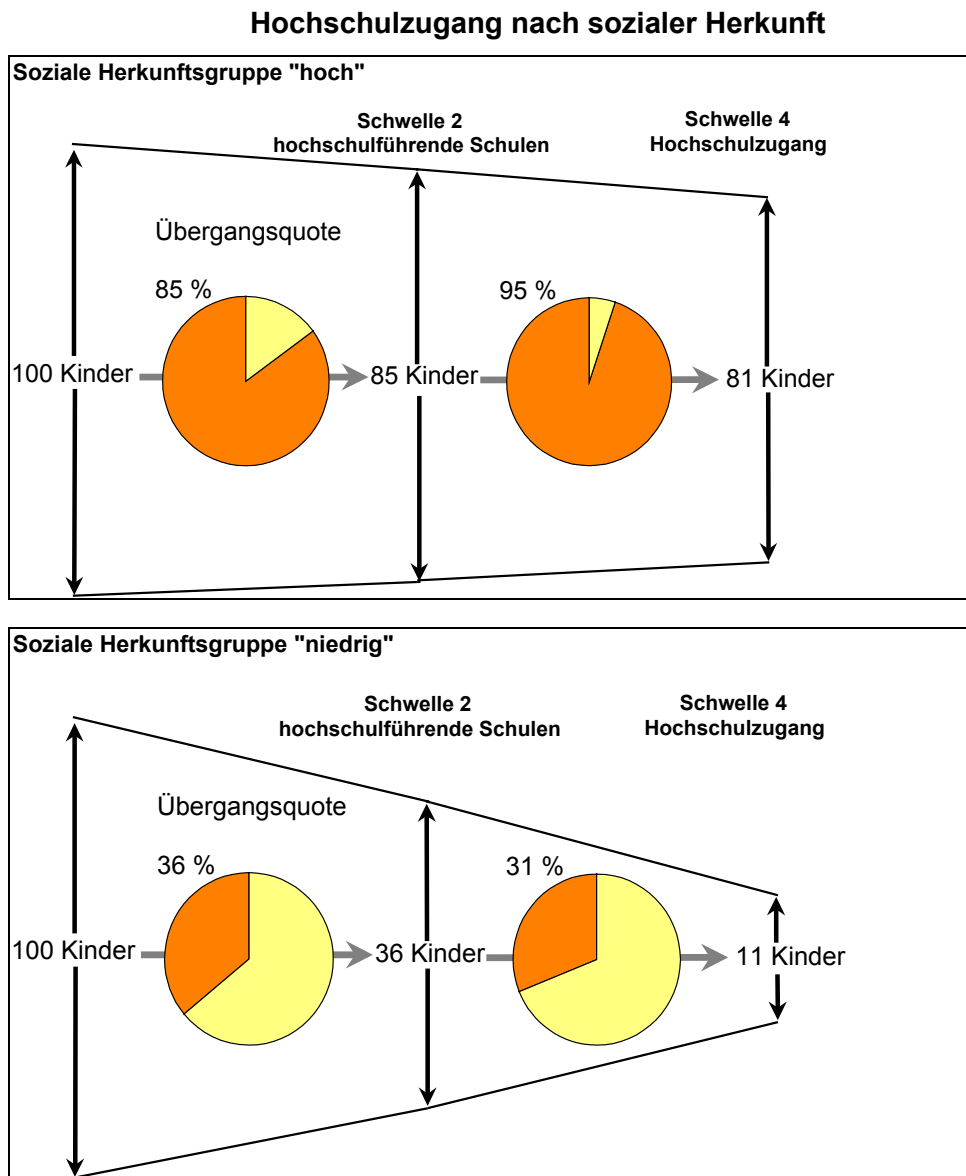 Hochschulzugang nach sozialer Herkunft
Soziale Herkunftsgruppe "hoch"
Schwelle 2
hochschulführende Schulen
Schwelle 4
Hochschulzugang
Übergangsquote
85 %
95 %
100 Kinder
85 Kinder
81 Kinder
Soziale Herkunftsgruppe "niedrig"
Schwelle 2
hochschulführende Schulen
Schwelle 4
Hochschulzugang
Übergangsquote
36 %
31 %
100 Kinder
36 Kinder
11 Kinder